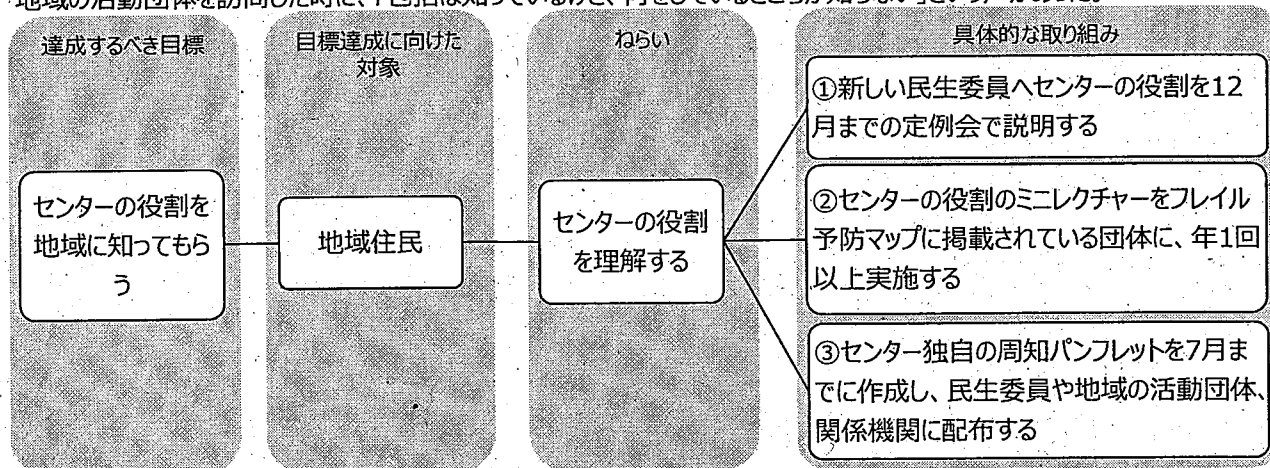 達成するべき目標
目標達成に向けた
対象
ねらい
具体的な取り組み
センターの役割を
地域に知ってもら
う
地域住民
センターの役割
を理解する
①新しい民生委員へセンターの役割を12
月までの定例会で説明する
②センターの役割のミニレクチャーをフレイル
予防マップに掲載されている団体に、年1回
以上実施する
③センター独自の周知パンフレットを7月ま
でに作成し、民生委員や地域の活動団体、
関係機関に配布する